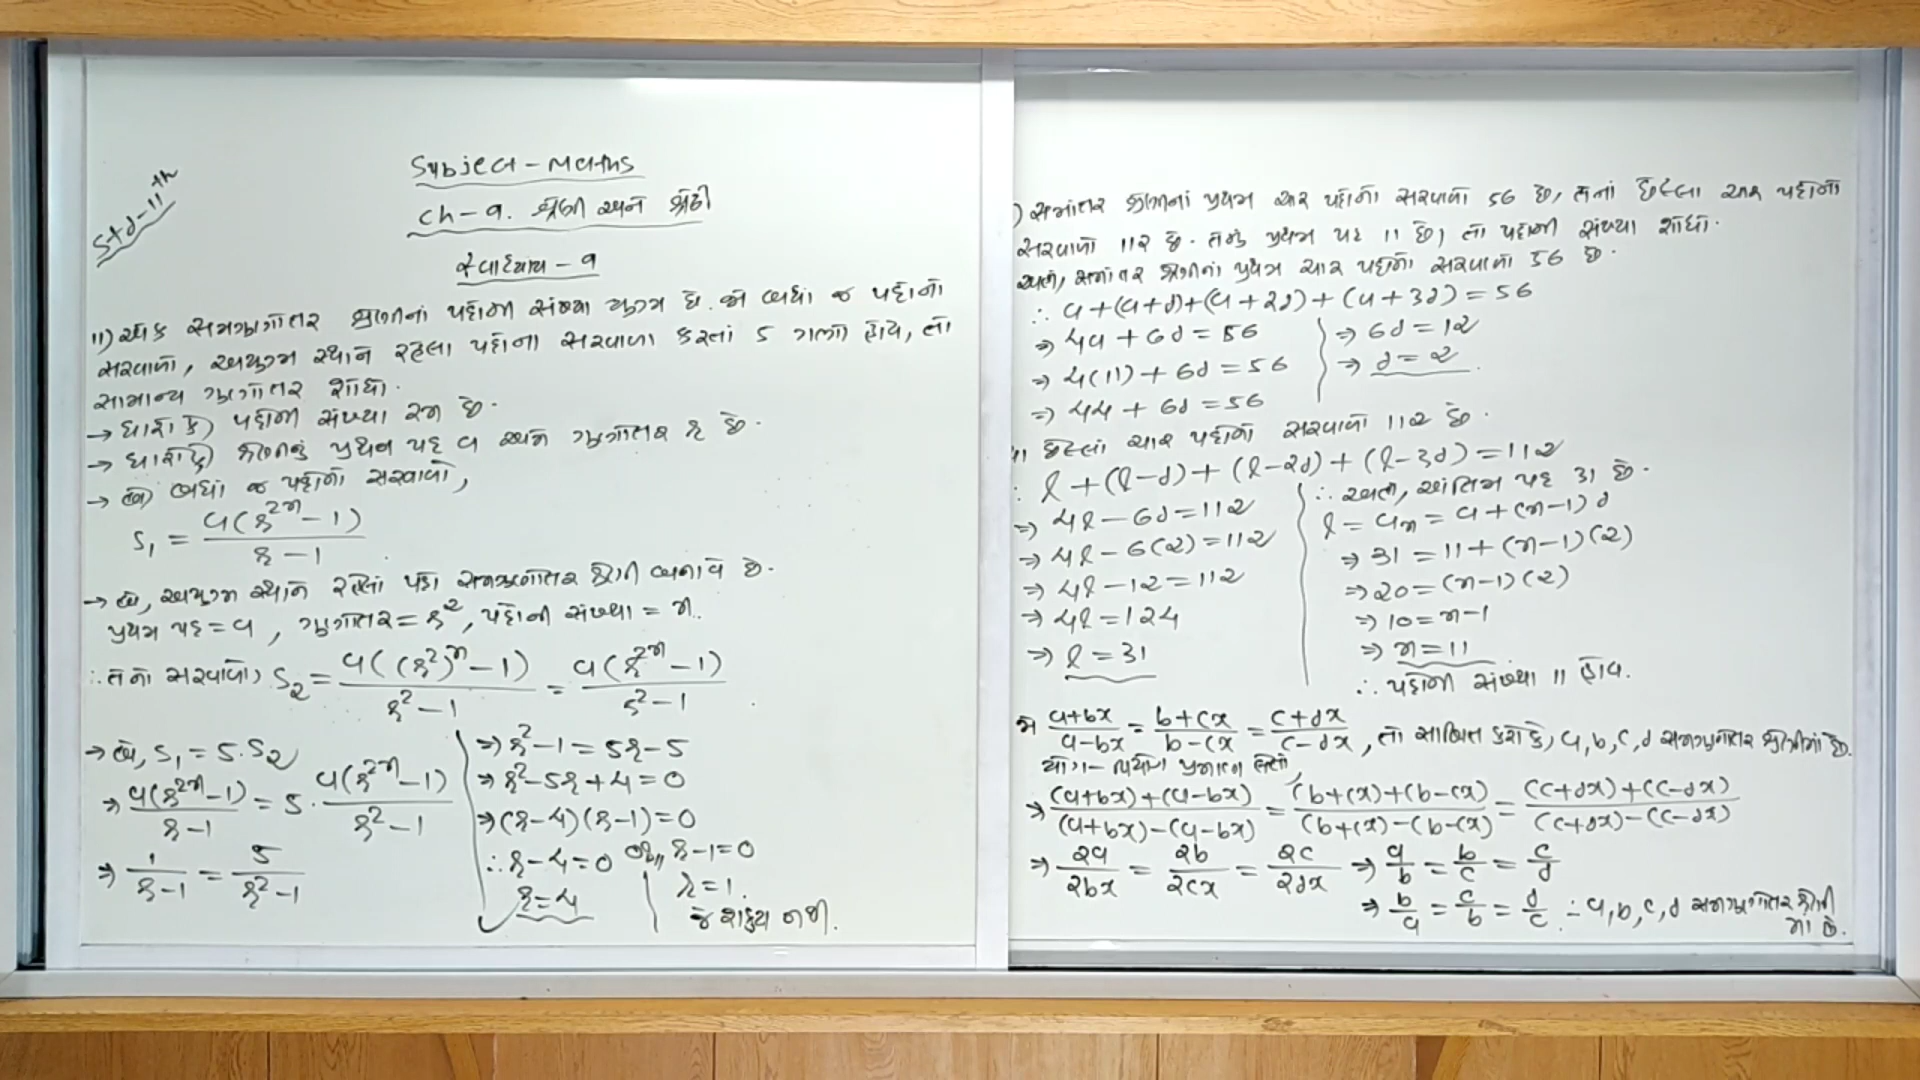 Std-11th
Subject - Maths
Ch-9. શ્રેણી અને શ્રેઢી
સ્વાધ્યાય - 9
11) એક સમગુણોત્તર શ્રેણીનાં પદોની સંખ્યા યુગ્મ છે. જો બધાં જ પદોનો
સરવાળો, અયુગ્મ સ્થાને રહેલા પદોના સરવાળા કરતાં 5 ગણો હોય, તો
સામાન્ય ગુણોત્તર શોધો.
→ ધારોકે પદોની સંખ્યા 2n છે.
→ ધારોકે શ્રેણીનું પ્રથમ પદ a અને ગુણોત્તર r છે.
→ હવે બધાં જ પદોનો સરવાળો,
S₁ = a(r²ⁿ - 1) / (r - 1)
→ હવે, અયુગ્મ સ્થાને રહેલાં પદો સમગુણોત્તર શ્રેણી બનાવે છે.
પ્રથમ પદ = a, ગુણોત્તર = r², પદોની સંખ્યા = n.
∴ તેનો સરવાળો, S₂ = a((r²)ⁿ - 1) / (r² - 1) = a(r²ⁿ - 1) / (r² - 1)
→ હવે, S₁ = 5·S₂
⇒ a(r²ⁿ - 1) / (r - 1) = 5 · a(r²ⁿ - 1) / (r² - 1)
⇒ 1 / (r - 1) = 5 / (r² - 1)
⇒ r² - 1 = 5r - 5
⇒ r² - 5r + 4 = 0
⇒ (r - 4)(r - 1) = 0
∴ r - 4 = 0 અથવા r - 1 = 0
r = 4
r = 1.
જે શક્ય નથી.
) સમાંતર શ્રેણીનાં પ્રથમ ચાર પદોનો સરવાળો 56 છે, તેનાં છેલ્લા ચાર પદોનો
સરવાળો 112 છે. તેનું પ્રથમ પદ 11 છે, તો પદોની સંખ્યા શોધો.
અહીં, સમાંતર શ્રેણીનાં પ્રથમ ચાર પદોનો સરવાળો 56 છે.
∴ a + (a + d) + (a + 2d) + (a + 3d) = 56
⇒ 4a + 6d = 56
⇒ 4(11) + 6d = 56
⇒ 44 + 6d = 56
⇒ 6d = 12
⇒ d = 2
છેલ્લાં ચાર પદોનો સરવાળો 112 છે.
∴ l + (l - d) + (l - 2d) + (l - 3d) = 112
⇒ 4l - 6d = 112
⇒ 4l - 6(2) = 112
⇒ 4l - 12 = 112
⇒ 4l = 124
⇒ l = 31
∴ અહીં, અંતિમ પદ 31 છે.
l = aₙ = a + (n - 1)d
⇒ 31 = 11 + (n - 1)(2)
⇒ 20 = (n - 1)(2)
⇒ 10 = n - 1
⇒ n = 11
∴ પદોની સંખ્યા 11 હોય.
જો (a + bx) / (a - bx) = (b + cx) / (b - cx) = (c + dx) / (c - dx), તો સાબિત કરો કે, a, b, c, d સમગુણોત્તર શ્રેણીમાં છે.
યોગ - વિયોગ પ્રમાણ લેતાં,
⇒ ((a + bx) + (a - bx)) / ((a + bx) - (a - bx)) = ((b + cx) + (b - cx)) / ((b + cx) - (b - cx)) = ((c + dx) + (c - dx)) / ((c + dx) - (c - dx))
⇒ 2a / 2bx = 2b / 2cx = 2c / 2dx ⇒ a/b = b/c = c/d
⇒ b/a = c/b = d/c ∴ a, b, c, d સમગુણોત્તર શ્રેણી
માં છે.